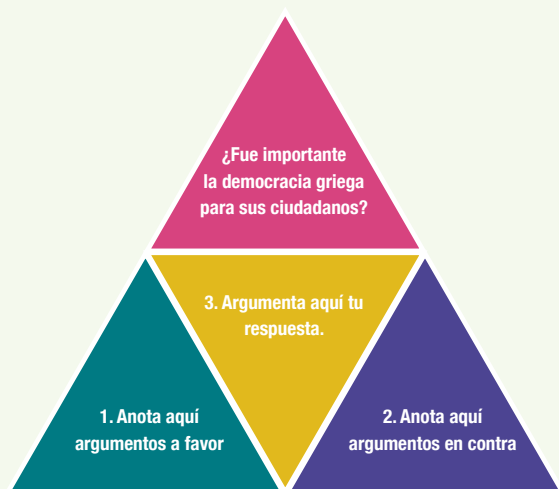 ¿Fue importante
la democracia griega
para sus ciudadanos?
3. Argumenta aquí tu
respuesta.
1. Anota aquí
argumentos a favor
2. Anota aquí
argumentos en contra